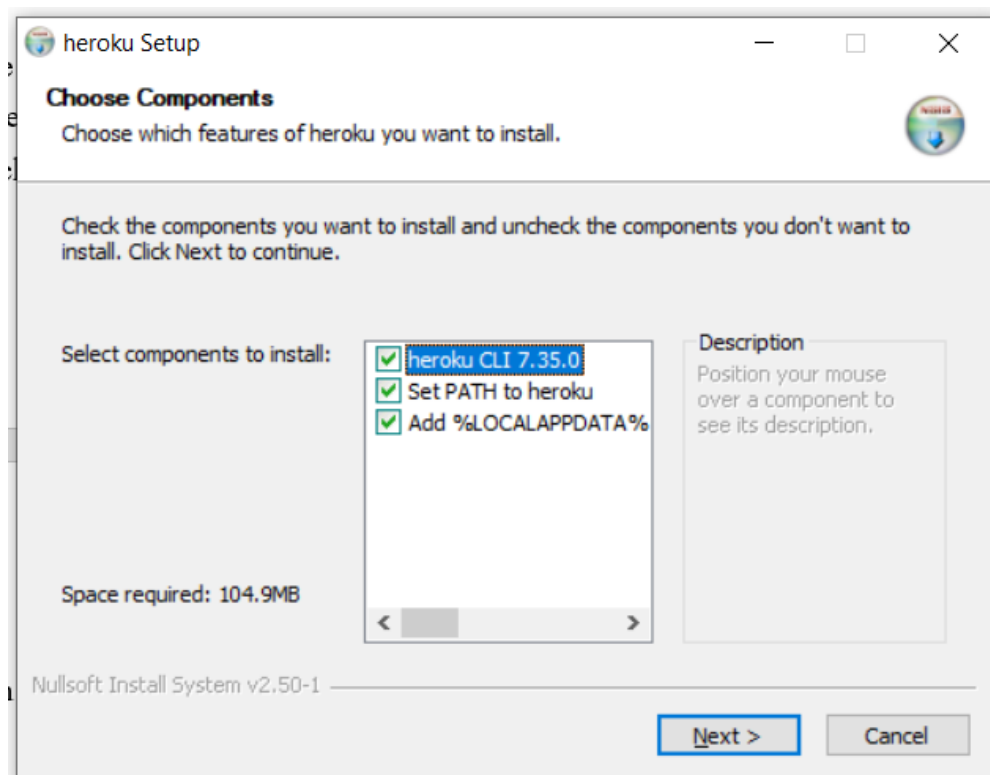 heroku Setup
Choose Components
Choose which features of heroku you want to install.
Check the components you want to install and uncheck the components you don't want to
install. Click Next to continue.
Select components to install:
heroku CLI 7.35.0
Set PATH to heroku
Add %LOCALAPPDATA%
Description
Position your mouse
over a component to
see its description.
Space required: 104.9MB
Nullsoft Install System v2.50-1
Next >
Cancel